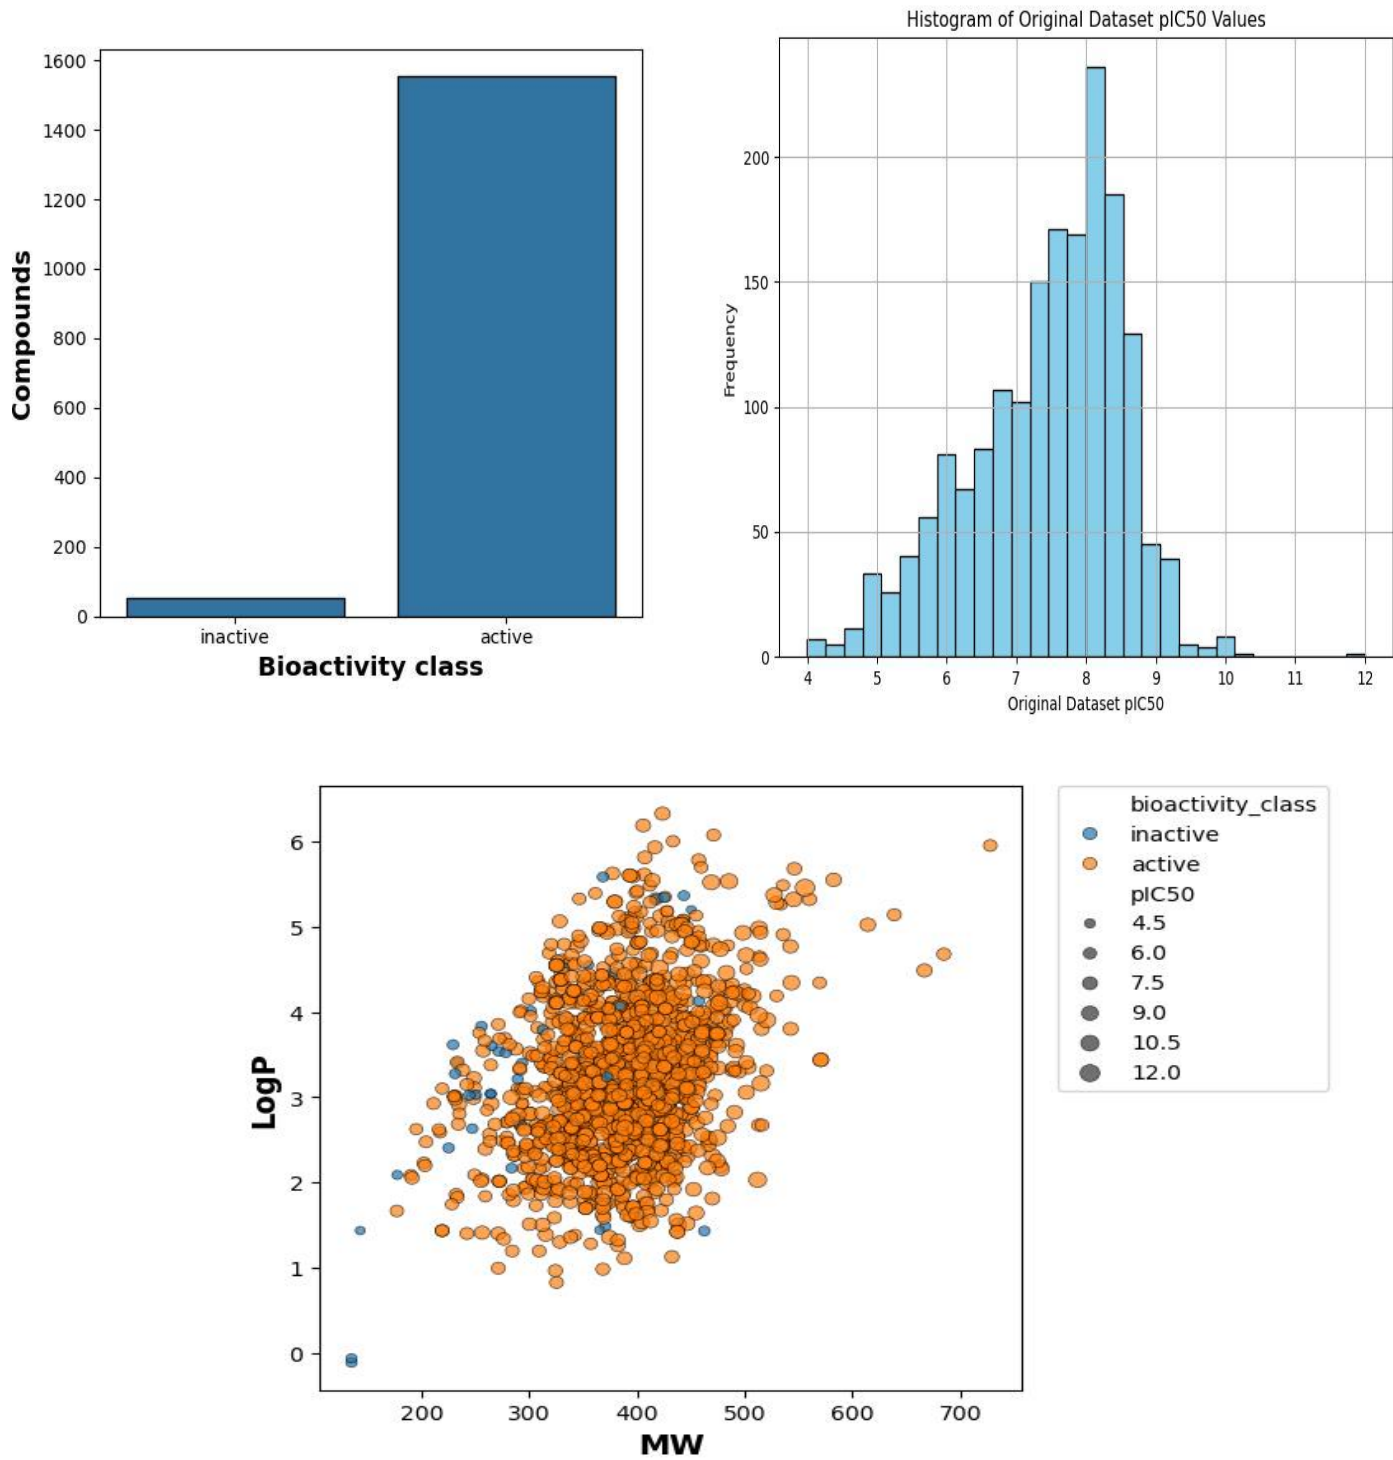 1600
1400
1200
1000
800
600
400
200
0
Compounds
inactive active
Bioactivity class
Histogram of Original Dataset pIC50 Values
200
150
100
50
0
Frequency
4 5 6 7 8 9 10 11 12
Original Dataset pIC50
6
5
4
3
2
1
0
LogP
200 300 400 500 600 700
MW
bioactivity_class
inactive
active
pIC50
4.5
6.0
7.5
9.0
10.5
12.0